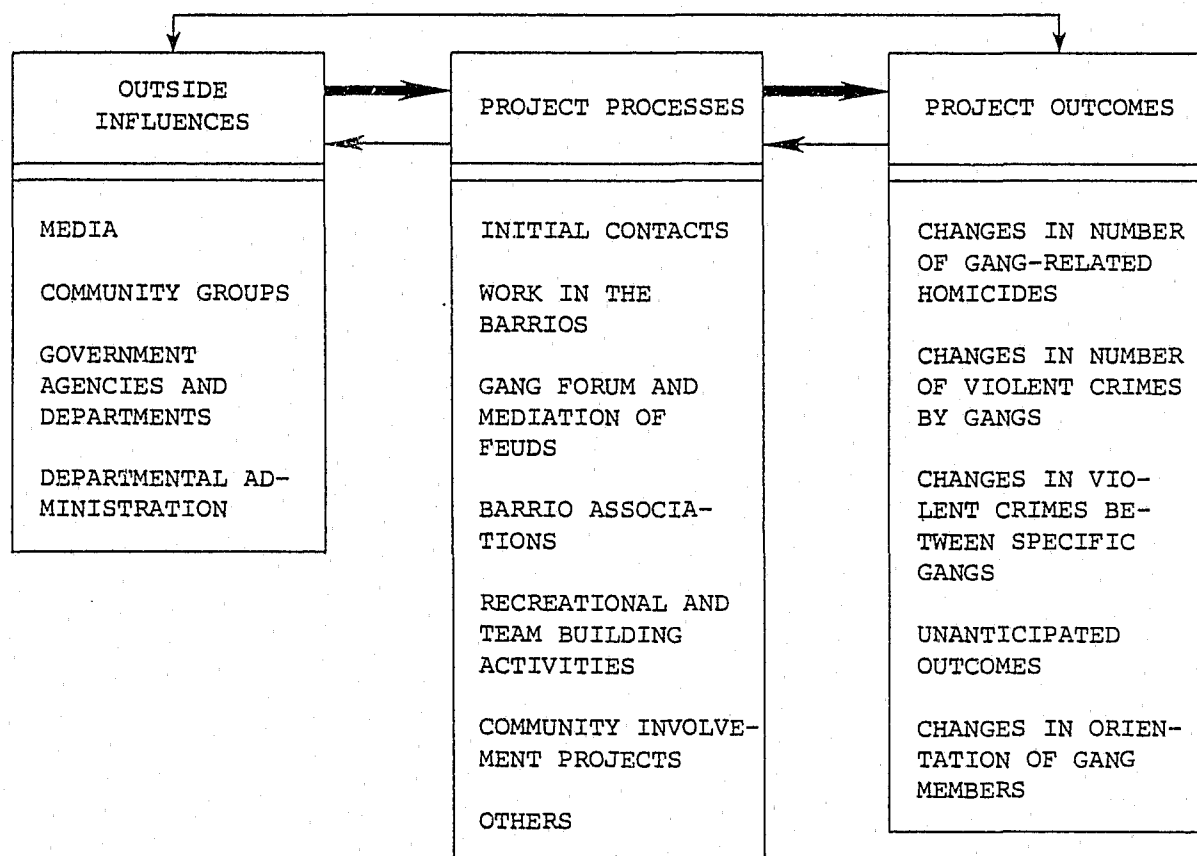 OUTSIDE
INFLUENCES
MEDIA
COMMUNITY GROUPS
GOVERNMENT
AGENCIES AND
DEPARTMENTS
DEPARTMENTAL AD-
MINISTRATION
PROJECT PROCESSES
INITIAL CONTACTS
WORK IN THE
BARRIOS
GANG FORUM AND
MEDIATION OF
FEUDS
BARRIO ASSOCIA-
TIONS
RECREATIONAL AND
TEAM BUILDING
ACTIVITIES
COMMUNITY INVOLVE-
MENT PROJECTS
OTHERS
PROJECT OUTCOMES
CHANGES IN NUMBER
OF GANG-RELATED
HOMICIDES
CHANGES IN NUMBER
OF VIOLENT CRIMES
BY GANGS
CHANGES IN VIO-
LENT CRIMES BE-
TWEEN SPECIFIC
GANGS
UNANTICIPATED
OUTCOMES
CHANGES IN ORIEN-
TATION OF GANG
MEMBERS